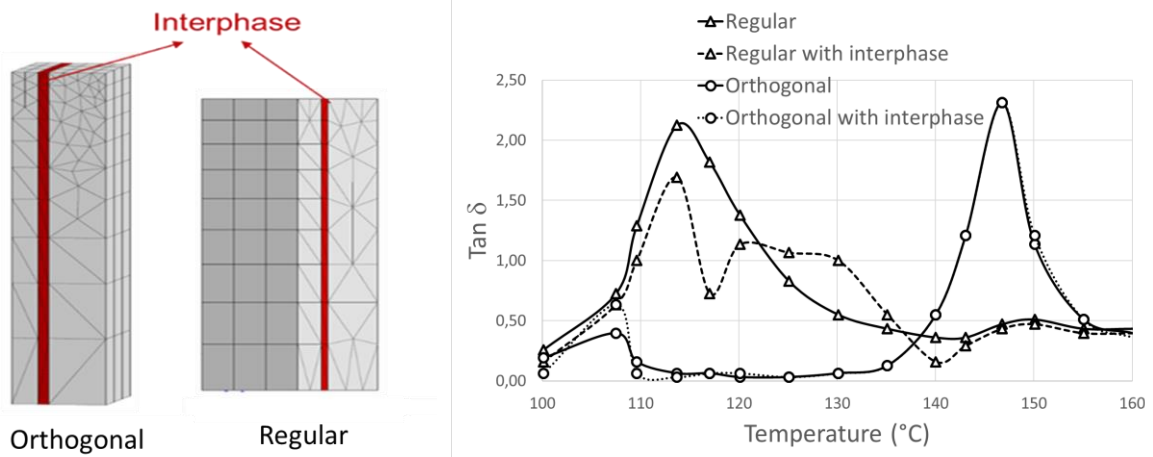 Interphase
Orthogonal
Regular
Regular
Regular with interphase
Orthogonal
Orthogonal with interphase
2,50
2,00
1,50
1,00
0,50
0,00
Tan δ
100
110
120
130
140
150
160
Temperature (°C)